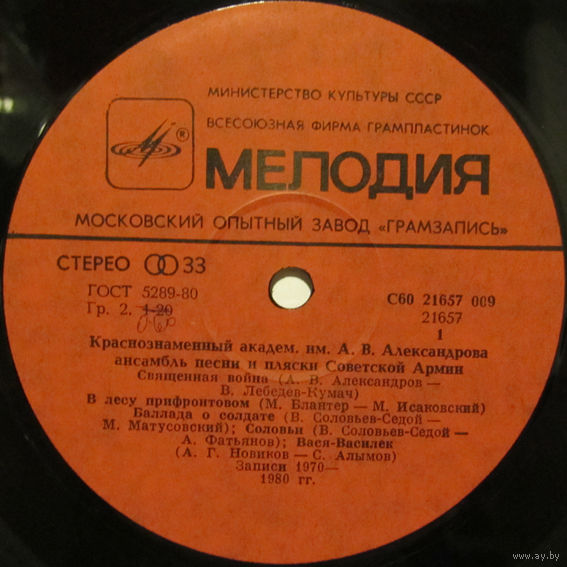 МИНИСТЕРСТВО КУЛЬТУРЫ СССР
ВСЕСОЮЗНАЯ ФИРМА ГРАМПЛАСТИНОК
®
МЕЛОДИЯ
МОСКОВСКИЙ ОПЫТНЫЙ ЗАВОД «ГРАМЗАПИСЬ»
СТЕРЕО 33
ГОСТ 5289-80
С60 21657 009
Гр. 2. 1-20
21657
1
Краснознаменный академ. им. А. В. Александрова
ансамбль песни и пляски Советской Армии
Священная война (А. В. Александров —
В. Лебедев-Кумач)
В лесу прифронтовом (М. Блантер — М. Исаковский)
Баллада о солдате (В. Соловьев-Седой —
М. Матусовский); Соловьи (В. Соловьев-Седой —
А. Фатьянов); Вася-Василек
(А. Г. Новиков — С. Алымов)
Записи 1970—
1980 гг.
www.ay.by